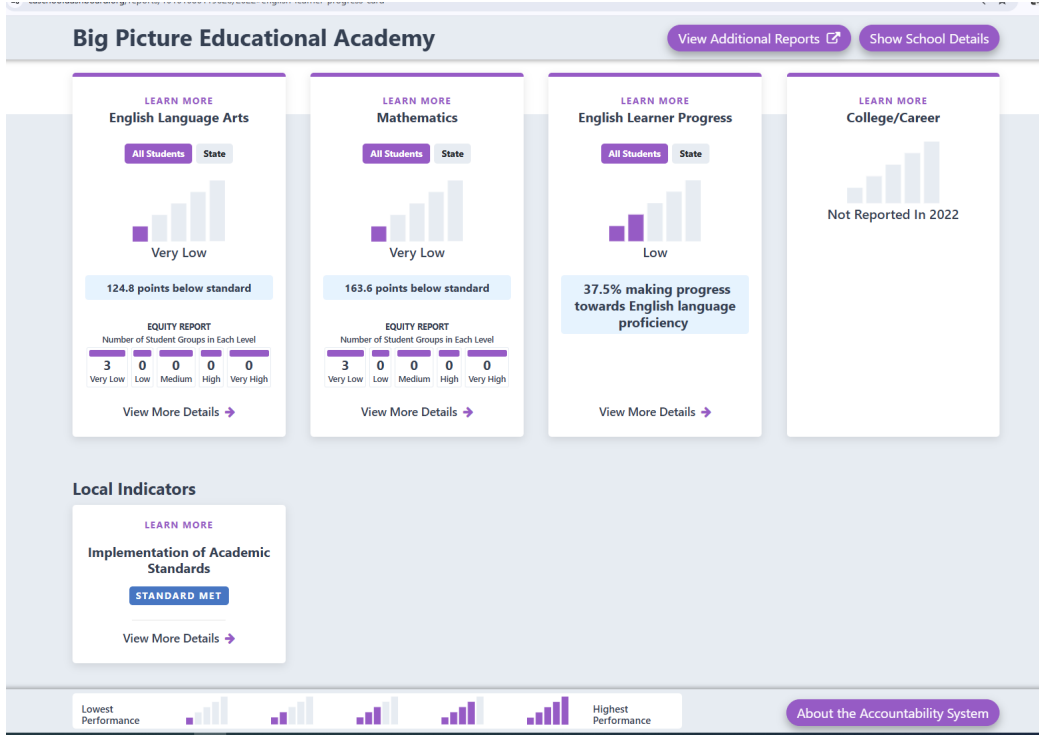 Big Picture Educational Academy
View Additional Reports
Show School Details
LEARN MORE
English Language Arts
All Students State
Very Low
124.8 points below standard
EQUITY REPORT
Number of Student Groups in Each Level
3 0 0 0 0
Very Low Low Medium High Very High
View More Details
LEARN MORE
Mathematics
All Students State
Very Low
163.6 points below standard
EQUITY REPORT
Number of Student Groups in Each Level
3 0 0 0 0
Very Low Low Medium High Very High
View More Details
LEARN MORE
English Learner Progress
All Students State
Low
37.5% making progress
towards English language
proficiency
View More Details
LEARN MORE
College/Career
Not Reported In 2022
Local Indicators
LEARN MORE
Implementation of Academic
Standards
STANDARD MET
View More Details
Lowest
Performance
Highest
Performance
About the Accountability System